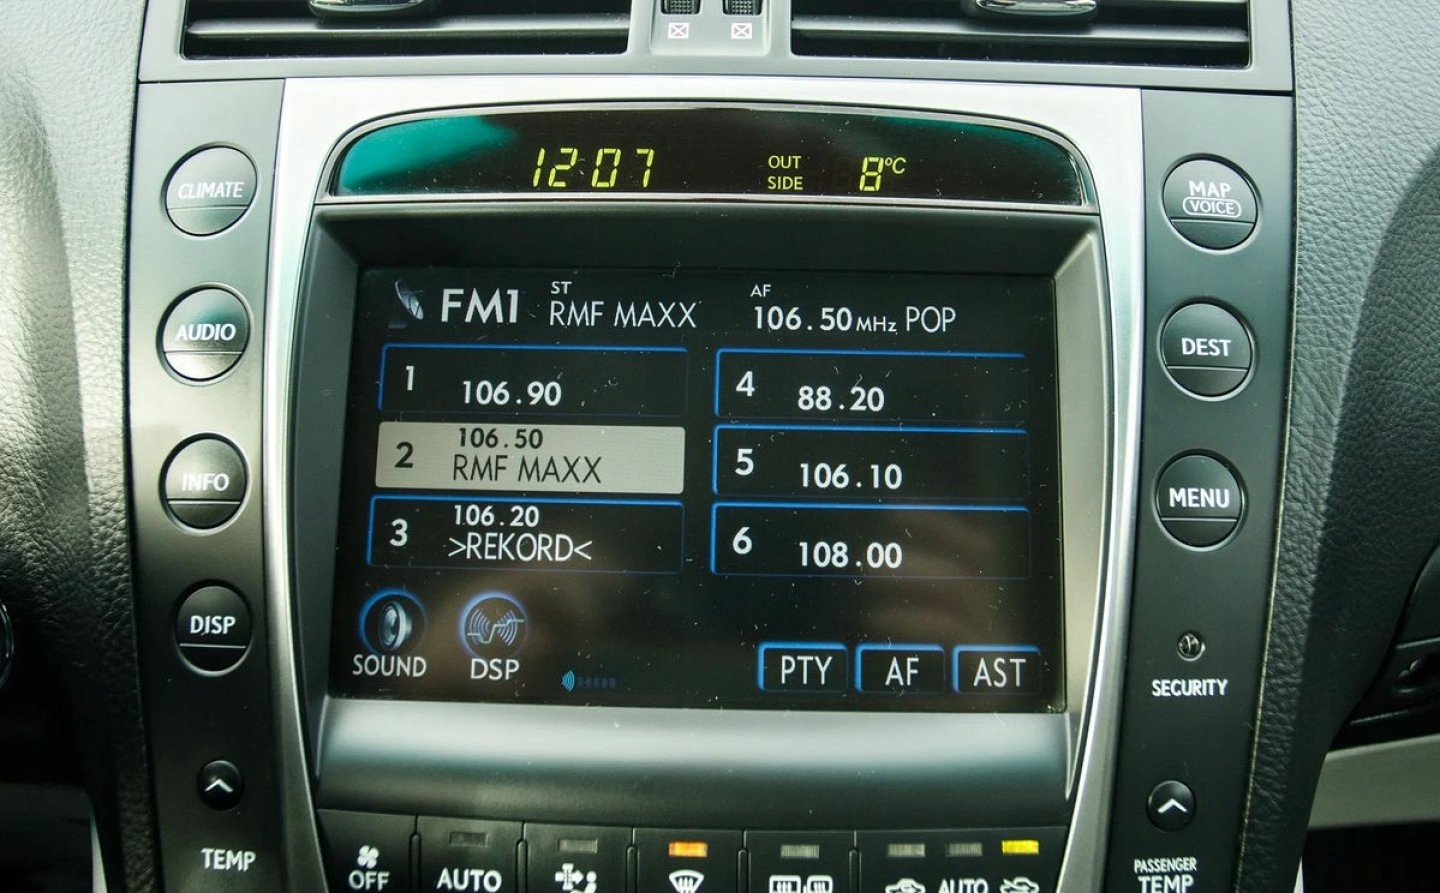 12:07 OUT SIDE 8°C
CLIMATE
AUDIO
INFO
DISP
TEMP
FM1 ST RMF MAXX AF 106.50MHz POP
1 106.90
2 106.50
RMF MAXX
3 106.20
>REKORD<
4 88.20
5 106.10
6 108.00
SOUND DSP PTY AF AST
MAP
VOICE
DEST
MENU
SECURITY
PASSENGER
TEMP
OFF AUTO AUTO